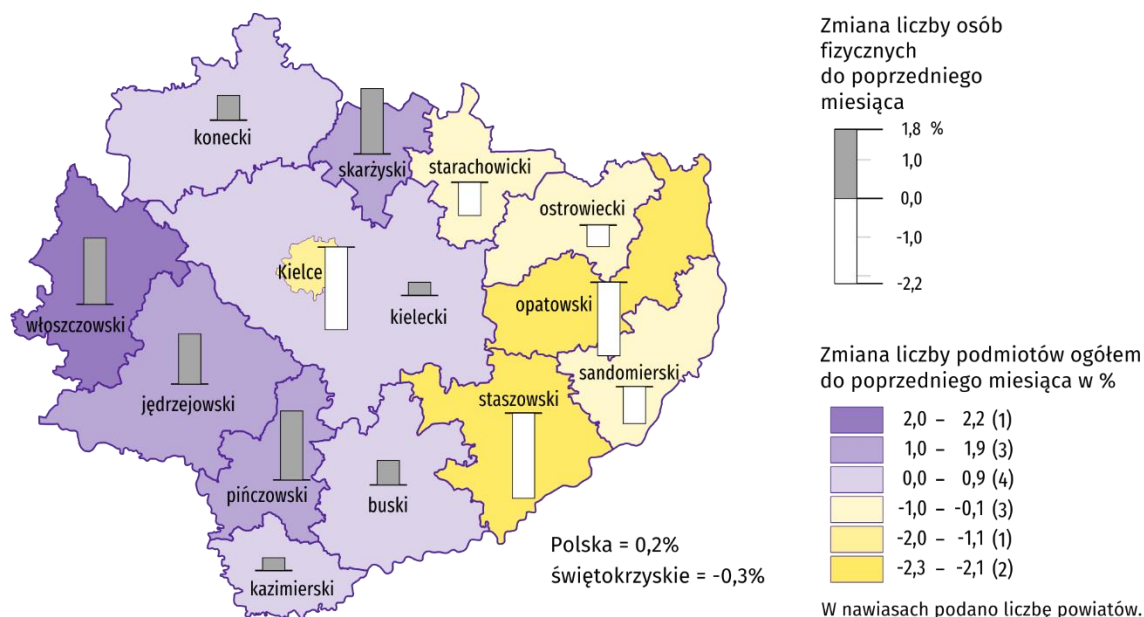 konecki
skarżyski
starachowicki
ostrowiecki
Kielce
opatowski
kielecki
włoszczowski
sandomierski
jędrzejowski
staszowski
pińczowski
buski
kazimierski
Polska = 0,2%
świętokrzyskie = -0,3%
Zmiana liczby osób
fizycznych
do poprzedniego
miesiąca
1,8 %
1,0
0,0
-1,0
-2,2
Zmiana liczby podmiotów ogółem
do poprzedniego miesiąca w %
2,0 – 2,2 (1)
1,0 – 1,9 (3)
0,0 – 0,9 (4)
-1,0 – -0,1 (3)
-2,0 – -1,1 (1)
-2,3 – -2,1 (2)
W nawiasach podano liczbę powiatów.